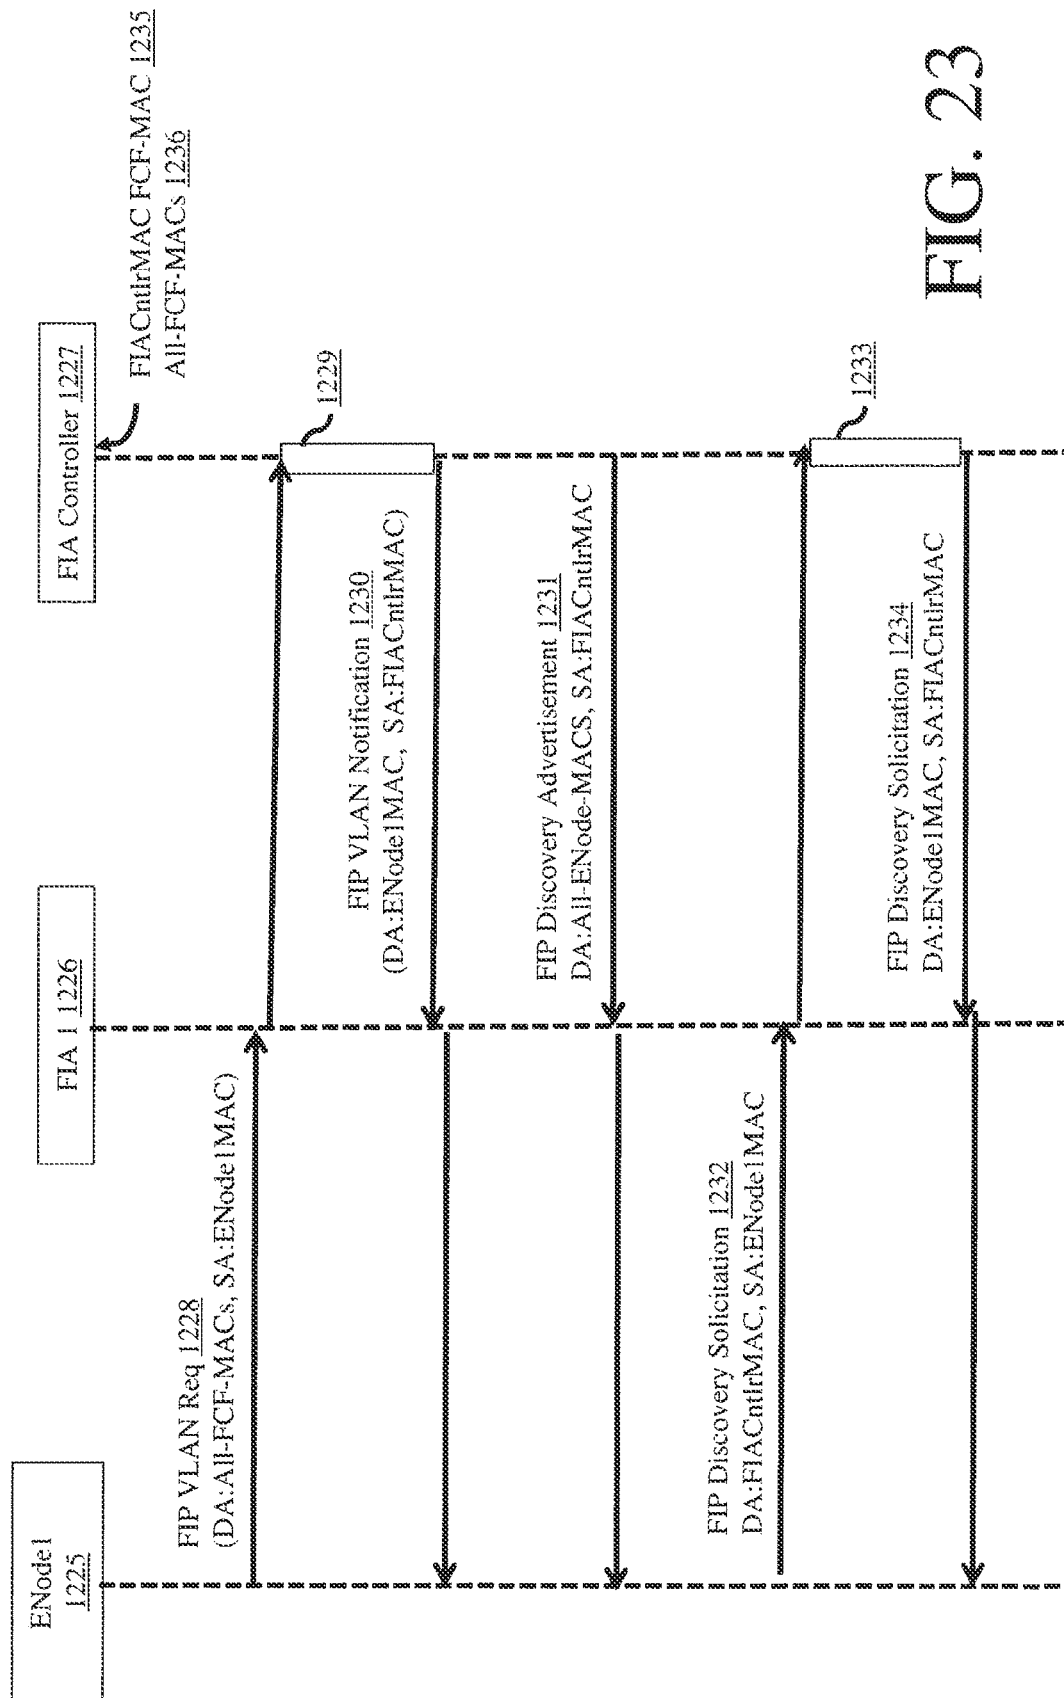 ENode1
1225
FIA 1 1226
FIA Controller 1227
FIACntlrMAC FCF-MAC 1235
All-FCF-MACs 1236
FIP VLAN Req 1228
(DA:All-FCF-MACs, SA:ENode1MAC)
1229
FIP VLAN Notification 1230
(DA:ENode1MAC, SA:FIACntlrMAC)
FIP Discovery Advertisement 1231
DA:All-ENode-MACS, SA:FIACntlrMAC
FIP Discovery Solicitation 1232
DA:FIACntlrMAC, SA:ENode1MAC
1233
FIP Discovery Solicitation 1234
DA:ENode1MAC, SA:FIACntlrMAC
FIG. 23